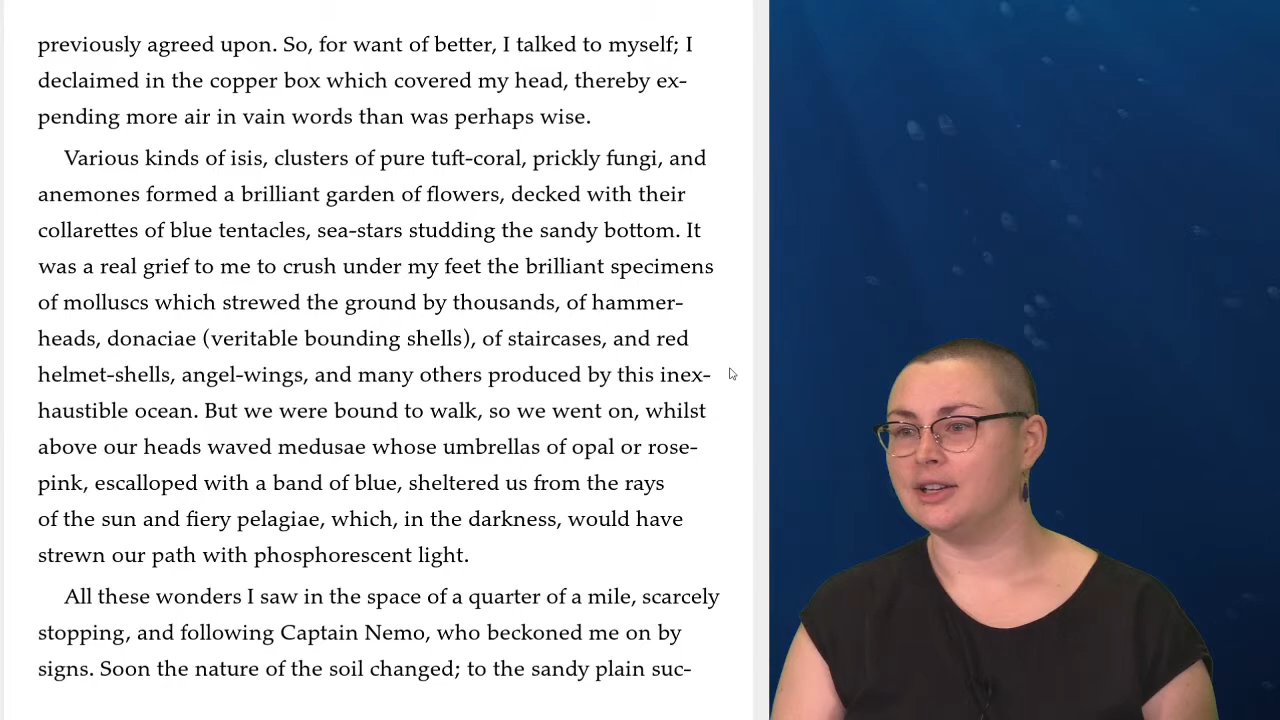 previously agreed upon. So, for want of better, I talked to myself; I
declaimed in the copper box which covered my head, thereby ex-
pending more air in vain words than was perhaps wise.
Various kinds of isis, clusters of pure tuft-coral, prickly fungi, and
anemones formed a brilliant garden of flowers, decked with their
collarettes of blue tentacles, sea-stars studding the sandy bottom. It
was a real grief to me to crush under my feet the brilliant specimens
of molluscs which strewed the ground by thousands, of hammer-
heads, donaciae (veritable bounding shells), of staircases, and red
helmet-shells, angel-wings, and many others produced by this inex-
haustible ocean. But we were bound to walk, so we went on, whilst
above our heads waved medusae whose umbrellas of opal or rose-
pink, escalloped with a band of blue, sheltered us from the rays
of the sun and fiery pelagiae, which, in the darkness, would have
strewn our path with phosphorescent light.
All these wonders I saw in the space of a quarter of a mile, scarcely
stopping, and following Captain Nemo, who beckoned me on by
signs. Soon the nature of the soil changed; to the sandy plain suc-